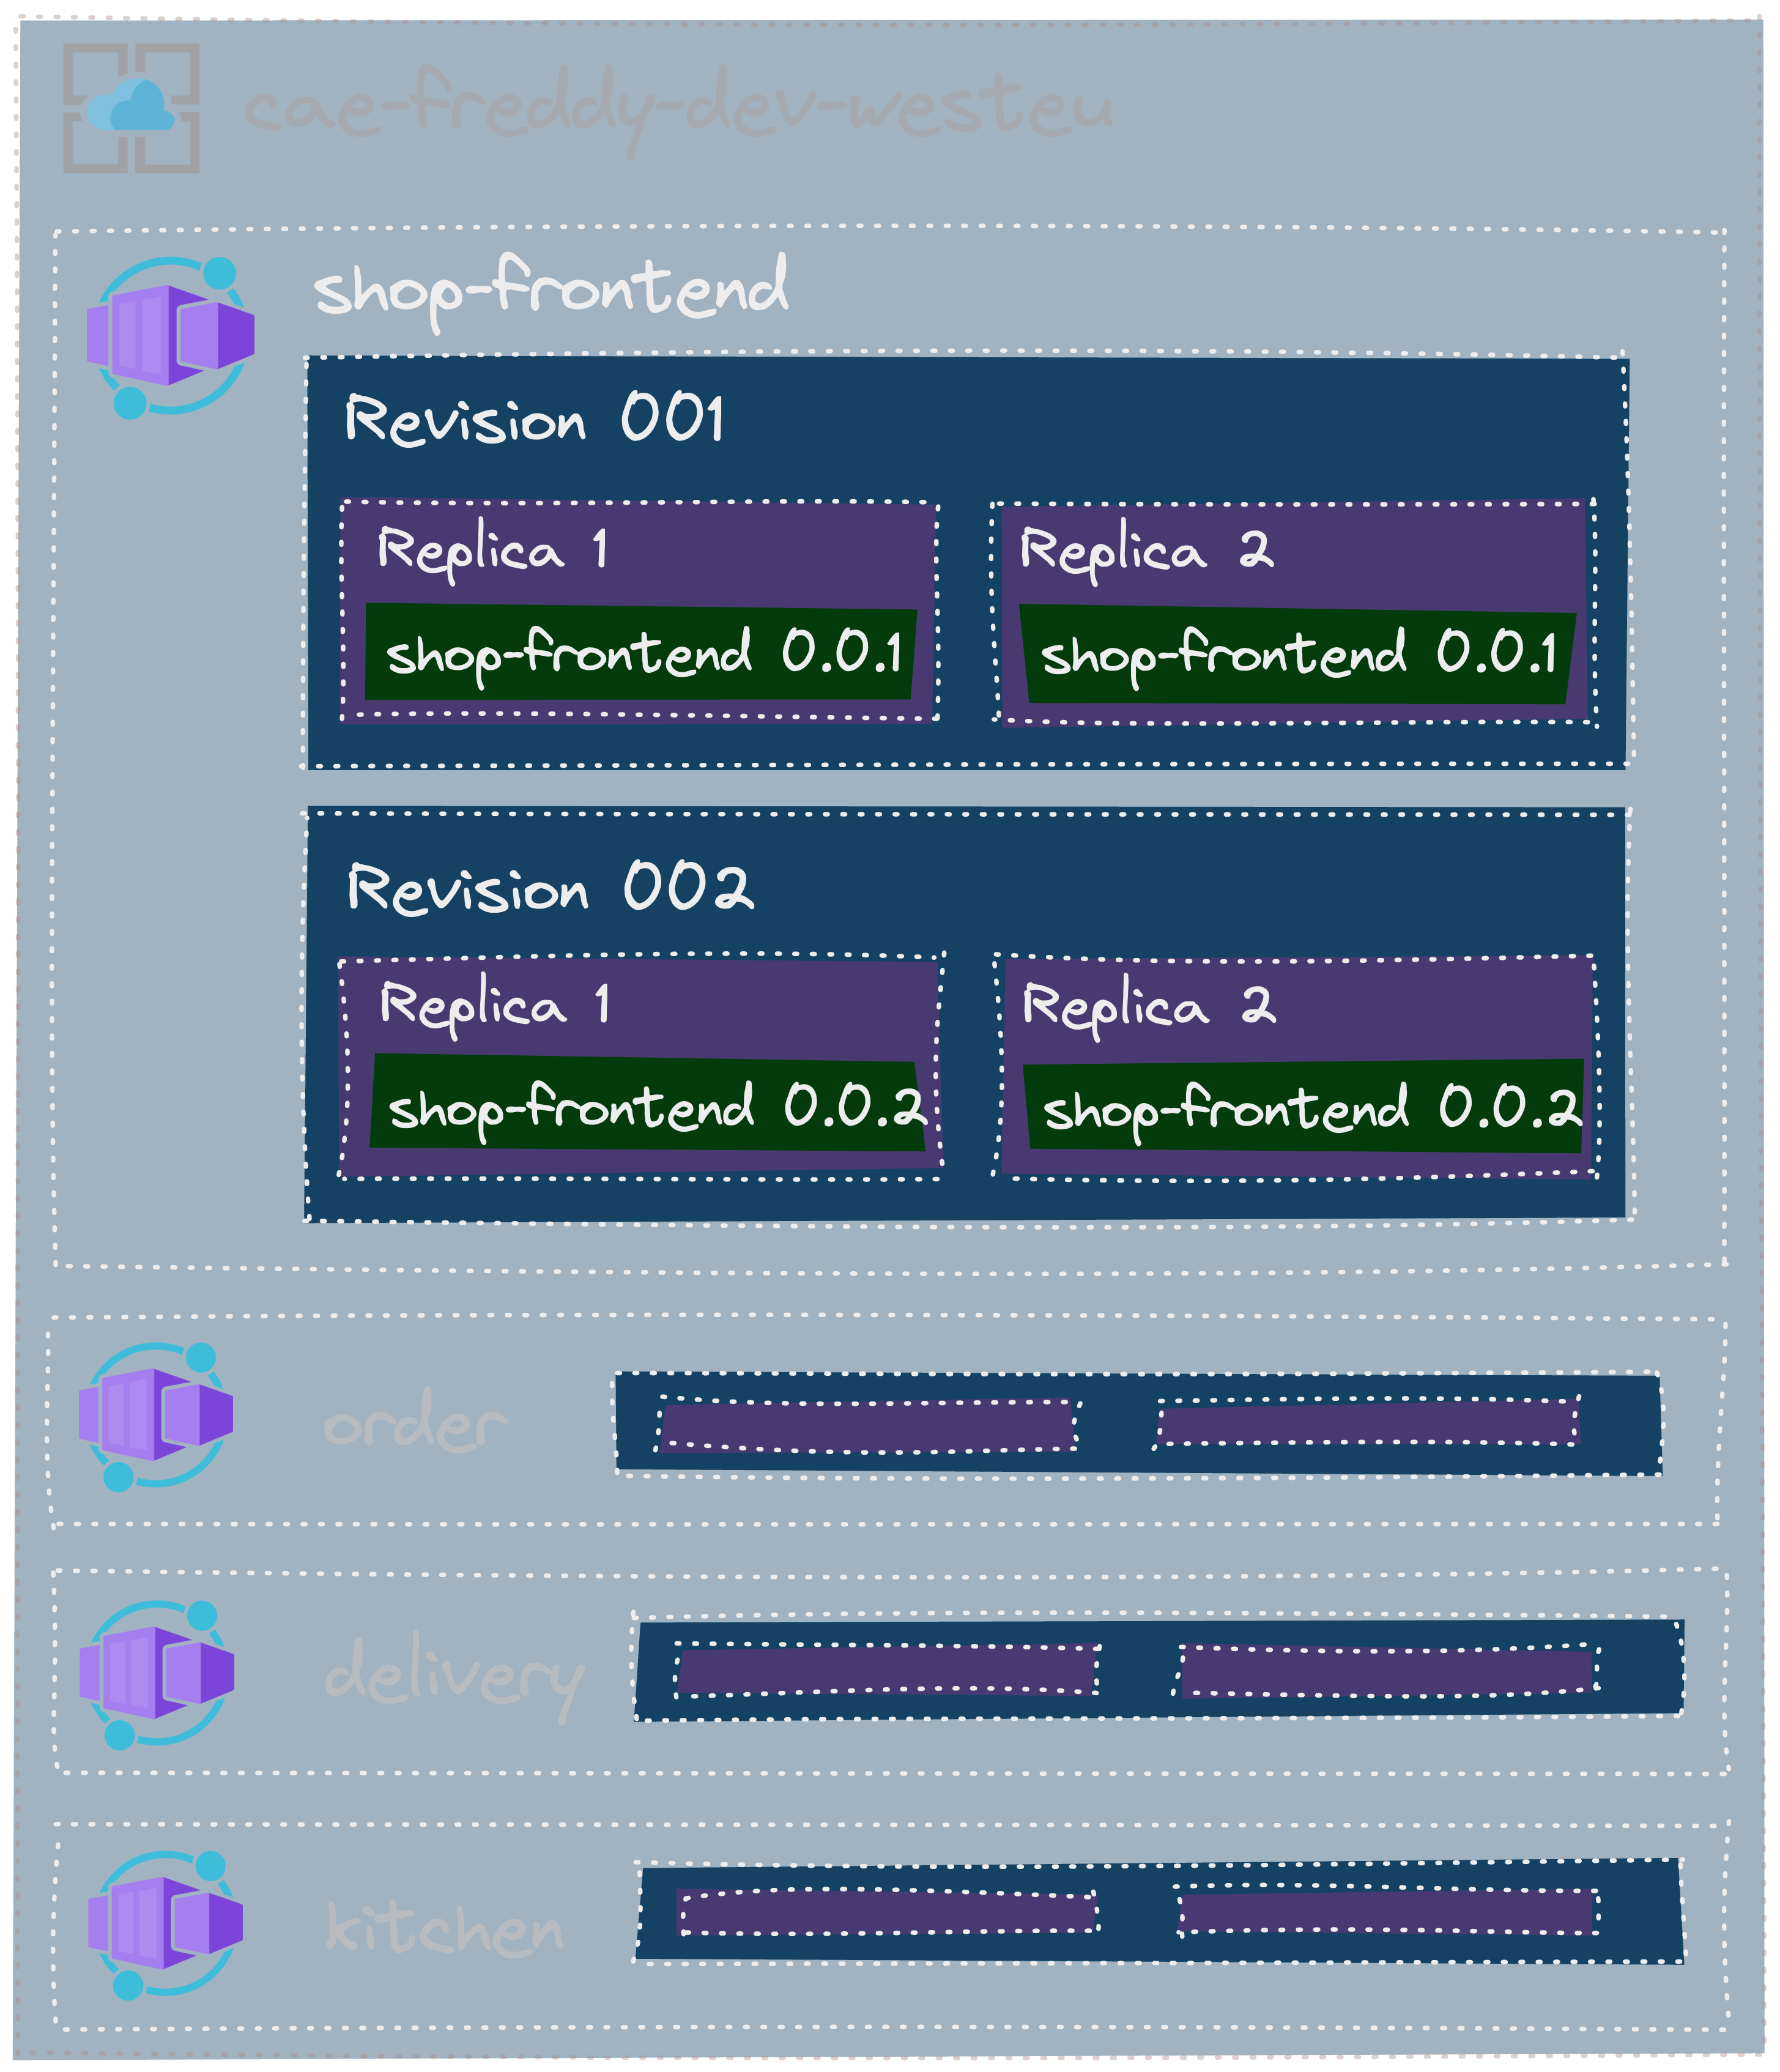 cae-freddy-dev-westeu
shop-frontend
Revision 001
Replica 1
Replica 2
shop-frontend 0.0.1
shop-frontend 0.0.1
Revision 002
Replica 1
Replica 2
shop-frontend 0.0.2
shop-frontend 0.0.2
order
delivery
kitchen